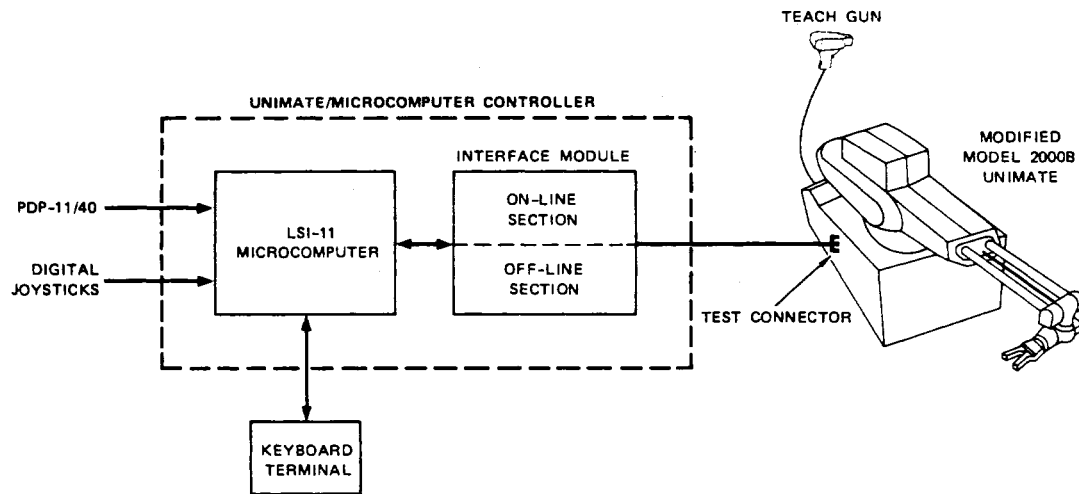 TEACH GUN
UNIMATE/MICROCOMPUTER CONTROLLER
MODIFIED
MODEL 2000B
UNIMATE
INTERFACE MODULE
PDP-11/40
DIGITAL
JOYSTICKS
LSI-11
MICROCOMPUTER
ON-LINE
SECTION
OFF-LINE
SECTION
TEST CONNECTOR
KEYBOARD
TERMINAL